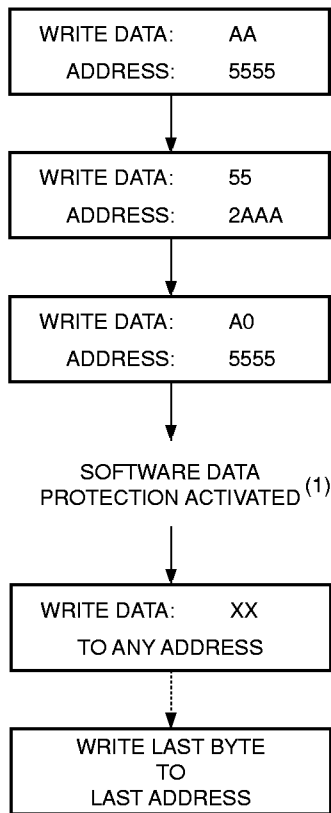 WRITE DATA: AA
ADDRESS: 5555
WRITE DATA: 55
ADDRESS: 2AAA
WRITE DATA: A0
ADDRESS: 5555
SOFTWARE DATA
PROTECTION ACTIVATED (1)
WRITE DATA: XX
TO ANY ADDRESS
WRITE LAST BYTE
TO
LAST ADDRESS